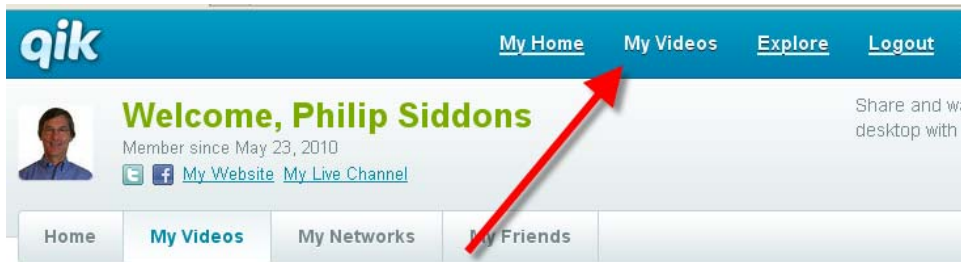 qik
My Home My Videos Explore Logout
Welcome, Philip Siddons
Member since May 23, 2010
My Website My Live Channel
Share and
desktop with
Home My Videos My Networks My Friends